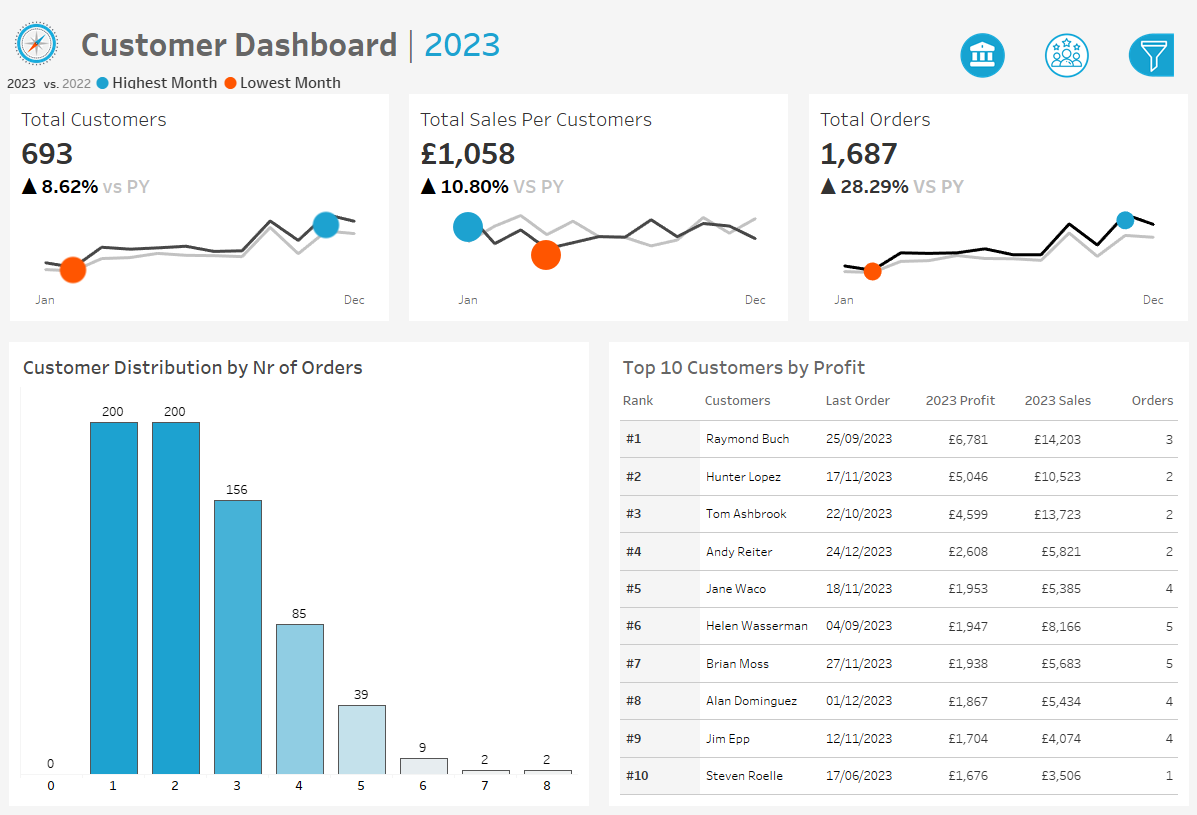 Customer Dashboard | 2023
2023 vs. 2022 Highest Month Lowest Month
Total Customers
693
▲ 8.62% vs PY
Jan Dec
Total Sales Per Customers
£1,058
▲ 10.80% VS PY
Jan Dec
Total Orders
1,687
▲ 28.29% VS PY
Jan Dec
Customer Distribution by Nr of Orders
0 200 200 156 85 39 9 2 2
0 1 2 3 4 5 6 7 8
Top 10 Customers by Profit
Rank Customers Last Order 2023 Profit 2023 Sales Orders
#1 Raymond Buch 25/09/2023 £6,781 £14,203 3
#2 Hunter Lopez 17/11/2023 £5,046 £10,523 2
#3 Tom Ashbrook 22/10/2023 £4,599 £13,723 2
#4 Andy Reiter 24/12/2023 £2,608 £5,821 2
#5 Jane Waco 18/11/2023 £1,953 £5,385 4
#6 Helen Wasserman 04/09/2023 £1,947 £8,166 5
#7 Brian Moss 27/11/2023 £1,938 £5,683 5
#8 Alan Dominguez 01/12/2023 £1,867 £5,434 4
#9 Jim Epp 12/11/2023 £1,704 £4,074 4
#10 Steven Roelle 17/06/2023 £1,676 £3,506 1